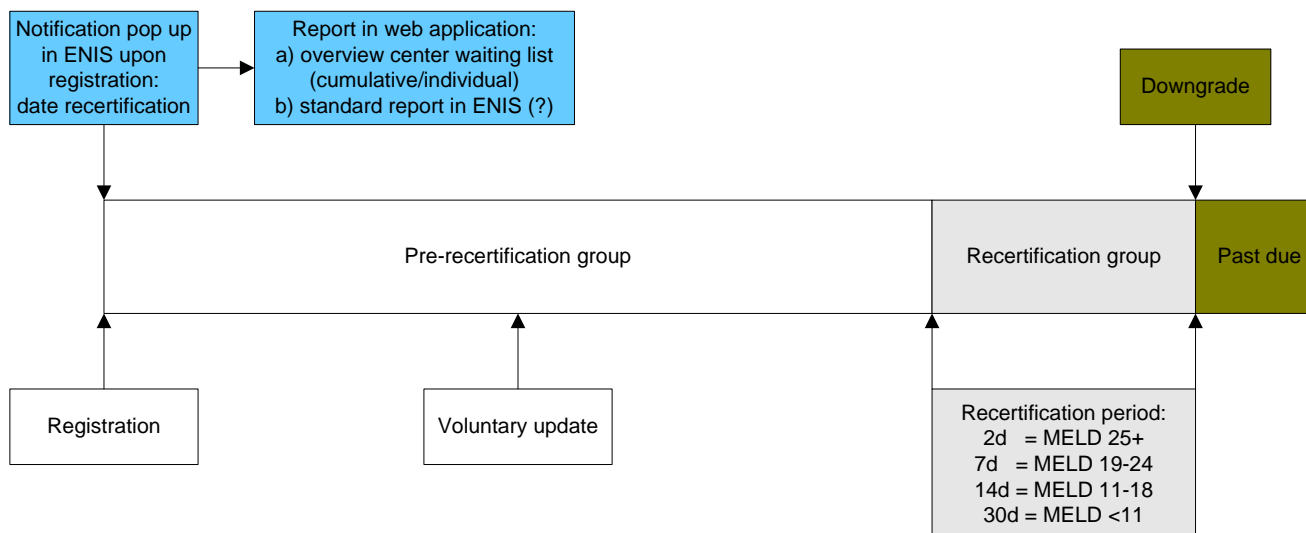 Notification pop up
in ENIS upon
registration:
date recertification
Report in web application:
a) overview center waiting list
(cumulative/individual)
b) standard report in ENIS (?)
Downgrade
Pre-recertification group
Recertification group
Past due
Registration
Voluntary update
Recertification period:
2d = MELD 25+
7d = MELD 19-24
14d = MELD 11-18
30d = MELD <11